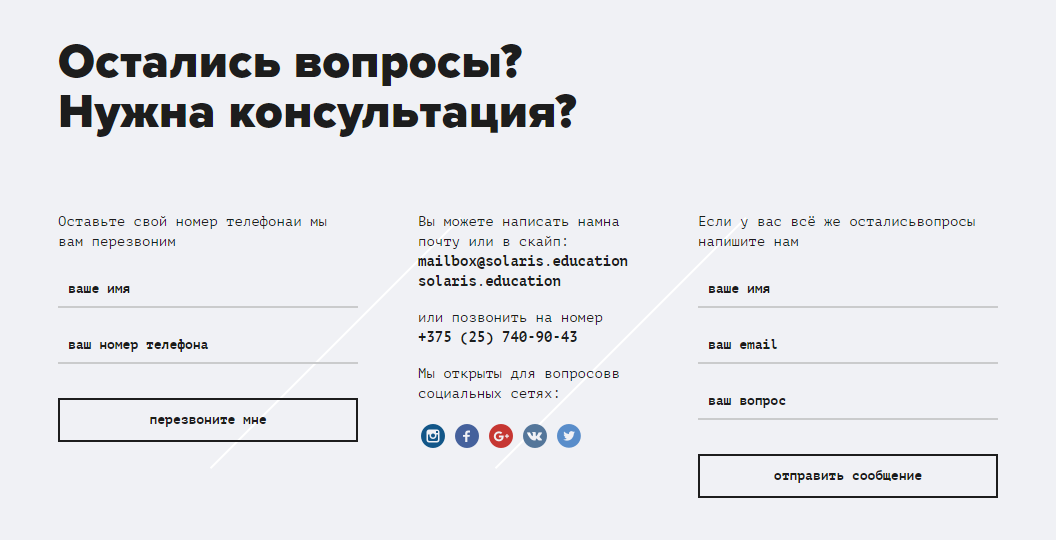 Остались вопросы?
Нужна консультация?
Оставьте свой номер телефонаи мы
вам перезвоним
ваше имя
ваш номер телефона
перезвоните мне
Вы можете написать намна
почту или в скайп:
mailbox@solaris.education
solaris.education
или позвонить на номер
+375 (25) 740-90-43
Мы открыты для вопросовв
социальных сетях:
Если у вас всё же осталисьвопросы
напишите нам
ваше имя
ваш email
ваш вопрос
отправить сообщение